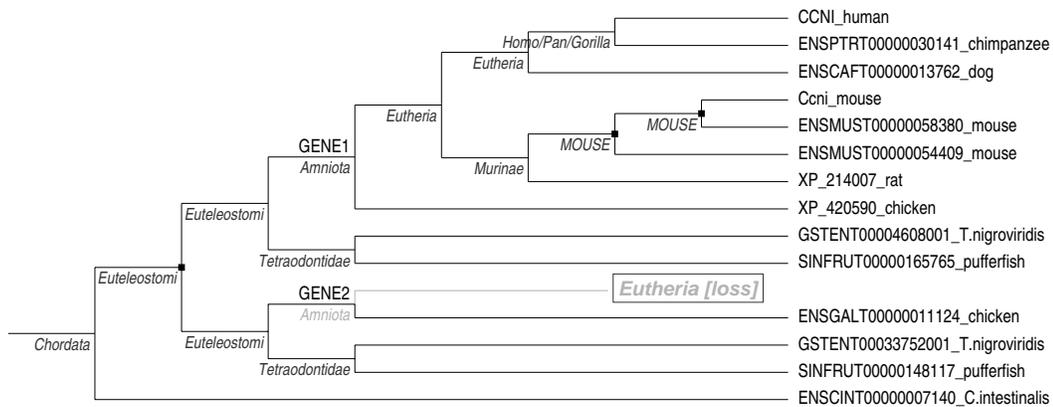 CCNI_human
Homo/Pan/Gorilla
ENSPTRT00000030141_chimpanzee
Eutheria
ENSCAFT00000013762_dog
Ccni_mouse
Eutheria
MOUSE
ENSMUST00000058380_mouse
MOUSE
GENE1
ENSMUST00000054409_mouse
Amniota
Murinae
XP_214007_rat
Euteleostomi
XP_420590_chicken
GSTENT00004608001_T.nigroviridis
Tetraodontidae
SINFRUT00000165765_pufferfish
Euteleostomi
GENE2
Eutheria [loss]
Amniota
ENSGALT00000011124_chicken
Chordata
Euteleostomi
GSTENT00033752001_T.nigroviridis
Tetraodontidae
SINFRUT00000148117_pufferfish
ENSCINT00000007140_C.intestinalis